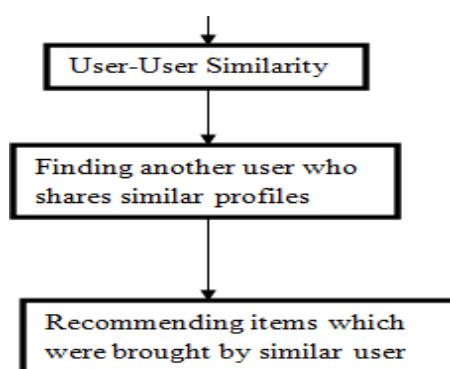 User-User Similarity
Finding another user who
shares similar profiles
Recommending items which
were brought by similar user